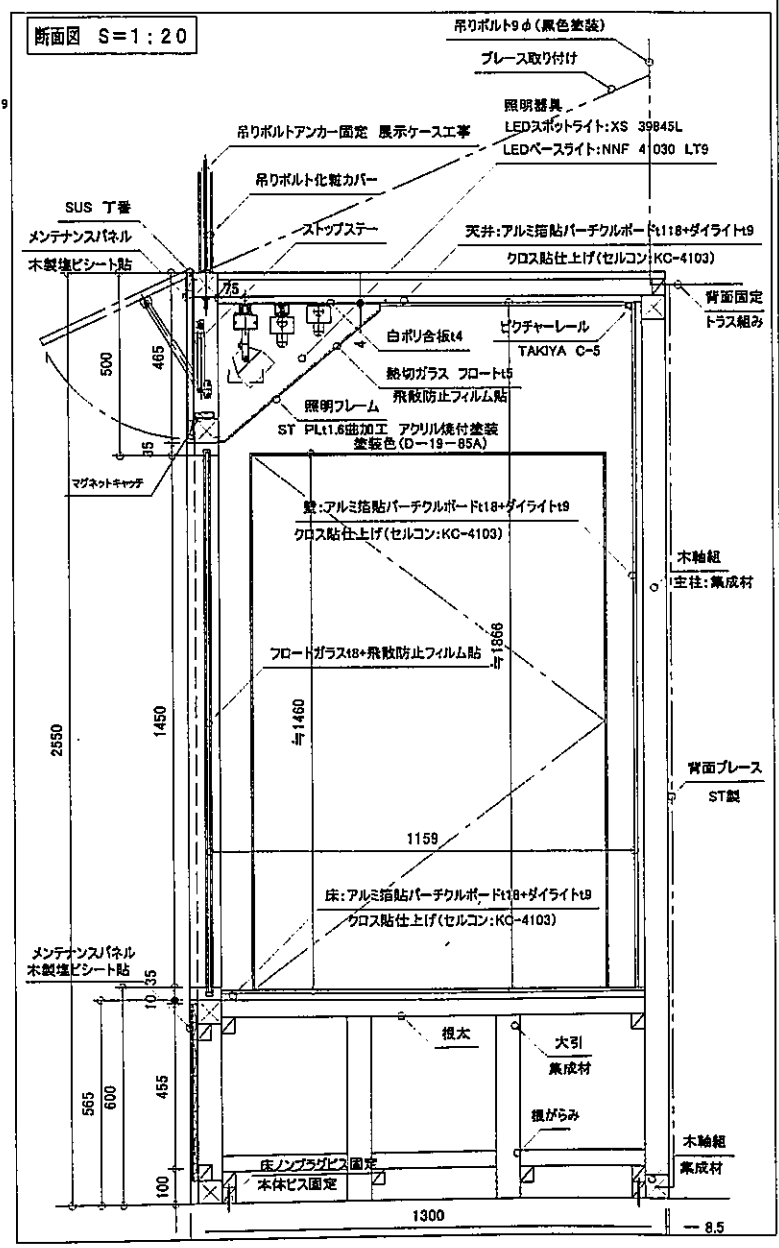 断面図 S=1:20
吊りボルト9φ(黒色塗装)
ブレース取り付け
照明器具
LEDスポットライト:XS 39845L
LEDベースライト:NNF 41030 LT9
吊りボルトアンカー固定 展示ケース工事
吊りボルト化粧カバー
SUS 丁番
ストップステー
メンテナンスパネル
木製塩ビシート貼
天井:アルミ箔貼パーチクルボードt118+ダイライトt9
クロス貼仕上げ(セルコン:KC-4103)
75
背面固定
トラス組み
ピクチャーレール
TAKIYA C-5
白ポリ合板t4
4
熱切ガラス フロートt5
飛散防止フィルム貼
500
465
照明フレーム
ST PLt1.6曲加工 アクリル焼付塗装
塗装色(D-19-85A)
35
マグネットキャッチ
壁:アルミ箔貼パーチクルボードt18+ダイライトt9
クロス貼仕上げ(セルコン:KC-4103)
木軸組
主柱:集成材
フロートガラスt8+飛散防止フィルム貼
≒1866
≒1460
2550
1450
背面ブレース
ST製
1159
床:アルミ箔貼パーチクルボードt18+ダイライトt9
クロス貼仕上げ(セルコン:KC-4103)
メンテナンスパネル
木製塩ビシート貼
35
10
根太
大引
集成材
565
600
455
根がらみ
木軸組
集成材
床ノンプラグビス固定
本体ビス固定
100
1300
8.5
9